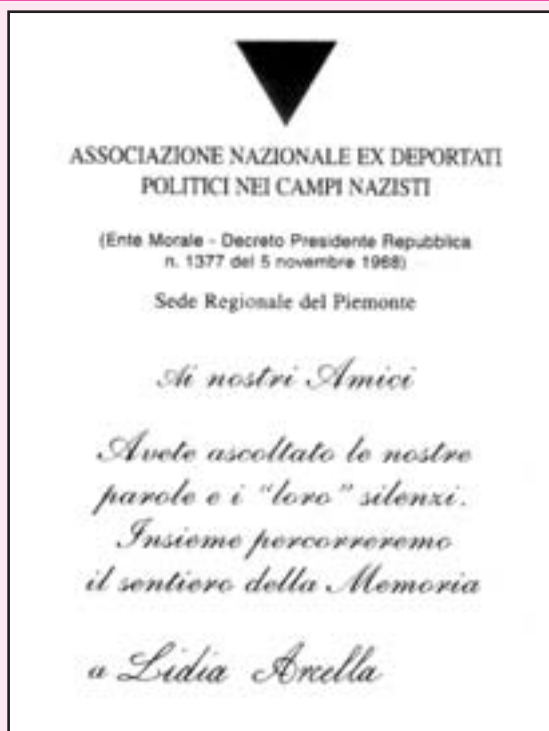 ASSOCIAZIONE NAZIONALE EX DEPORTATI
POLITICI NEI CAMPI NAZISTI
(Ente Morale - Decreto Presidente Repubblica
n. 1377 del 5 novembre 1968)
Sede Regionale del Piemonte
Ai nostri Amici
Avete ascoltato le nostre
parole e i "loro" silenzi.
Insieme percorreremo
il sentiero della Memoria
a Lidia Arcella